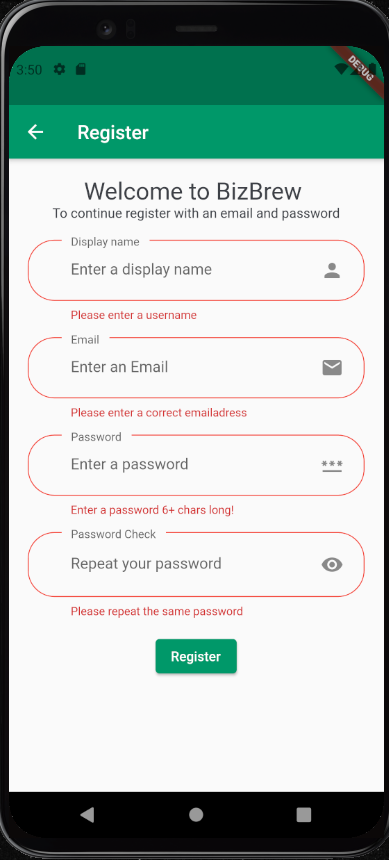 3:50
DEBUG
Register
Welcome to BizBrew
To continue register with an email and password
Display name
Enter a display name
Please enter a username
Email
Enter an Email
Please enter a correct emailadress
Password
Enter a password
***
Enter a password 6+ chars long!
Password Check
Repeat your password
Please repeat the same password
Register